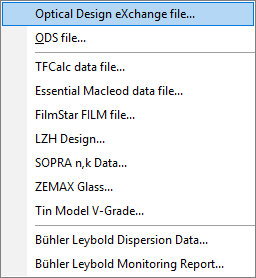 Optical Design eXchange file...
ODS file...
TFCalc data file...
Essential Macleod data file...
FilmStar FILM file...
LZH Design...
SOPRA n,k Data...
ZEMAX Glass...
Tin Model V-Grade...
Bühler Leybold Dispersion Data...
Bühler Leybold Monitoring Report...